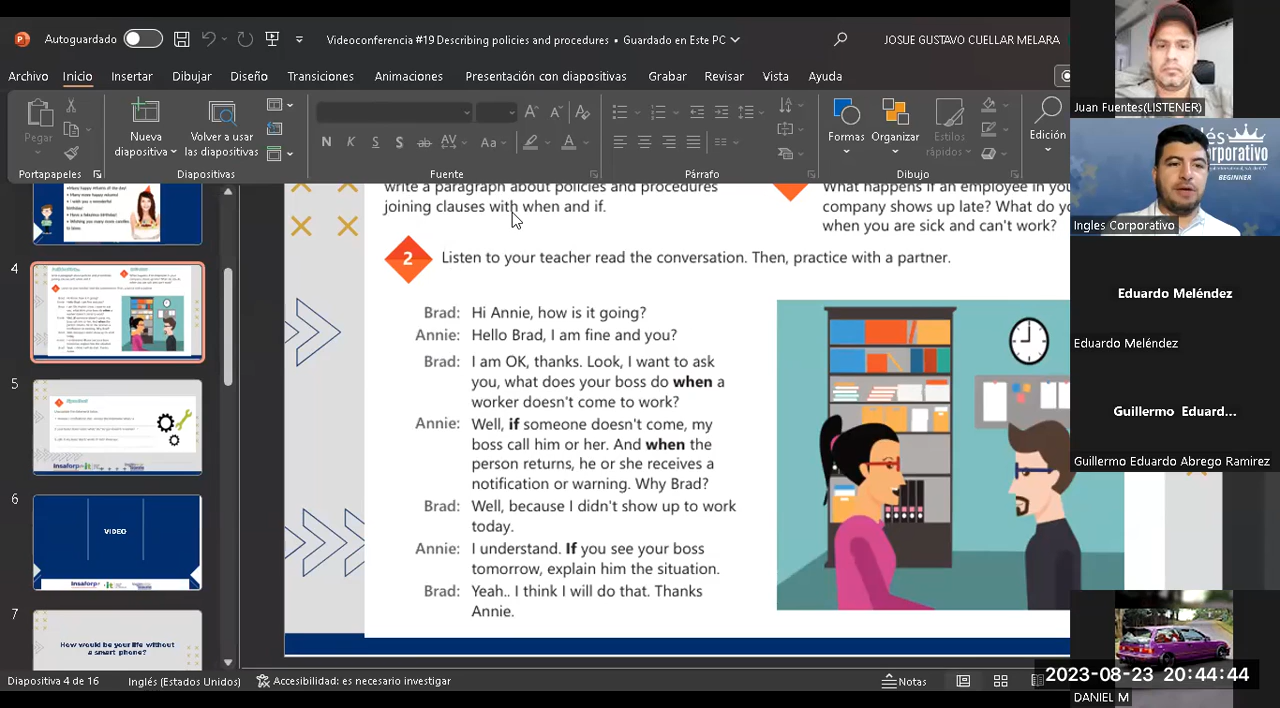 Autoguardado
Videoconferencia #19 Describing policies and procedures • Guardado en Este PC
JOSUE GUSTAVO CUELLAR MELARA
Archivo Inicio Insertar Dibujar Diseño Transiciones Animaciones Presentación con diapositivas Grabar Revisar Vista Ayuda
Pegar
Nueva diapositiva
Volver a usar las diapositivas
N K S S ab AV Aa A
Formas
Organizar
Estilos rápidos
Edición
Portapapeles
Diapositivas
Fuente
Párrafo
Dibujo
write a paragraph about policies and procedures
joining clauses with when and if.
What happens if an employee in you
company shows up late? What do yo
when you are sick and can't work?
2
Listen to your teacher read the conversation. Then, practice with a partner.
Brad: Hi Annie, how is it going?
Annie: Hello Brad, I am fine and you?
Brad: I am OK, thanks. Look, I want to ask
you, what does your boss do when a
worker doesn't come to work?
Annie: Well, if someone doesn't come, my
boss call him or her. And when the
person returns, he or she receives a
notification or warning. Why Brad?
Brad: Well, because I didn't show up to work
today.
Annie: I understand. If you see your boss
tomorrow, explain him the situation.
Brad: Yeah.. I think I will do that. Thanks
Annie.
4
5
6
VIDEO
7
How would be your life without
a smart phone?
Diapositiva 4 de 16
Inglés (Estados Unidos)
Accesibilidad: es necesario investigar
Notas
Juan Fuentes(LISTENER)
Corporativo
BEGINNER
Ingles Corporativo
Eduardo Meléndez
Eduardo Meléndez
Guillermo Eduard...
Guillermo Eduardo Abrego Ramirez
2023-08-23 20:44:44
DANIEL M